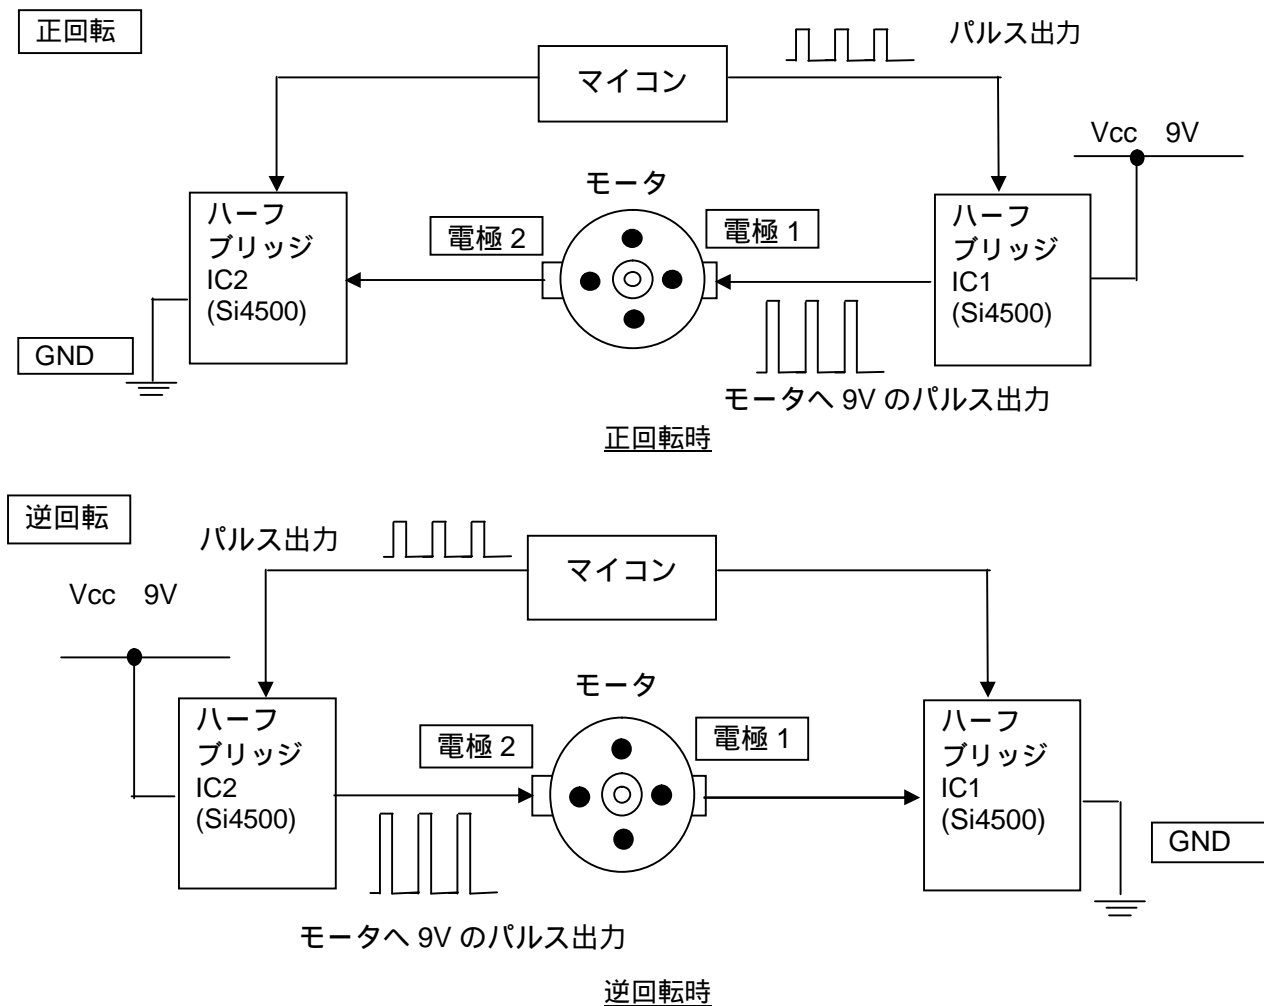 正回転
パルス出力
マイコン
Vcc 9V
モータ
ハーフ
ブリッジ
IC2
(Si4500)
電極 2
電極 1
ハーフ
ブリッジ
IC1
(Si4500)
GND
モータへ 9V のパルス出力
正回転時
逆回転
パルス出力
マイコン
Vcc 9V
モータ
ハーフ
ブリッジ
IC2
(Si4500)
電極 2
電極 1
ハーフ
ブリッジ
IC1
(Si4500)
GND
モータへ 9V のパルス出力
逆回転時